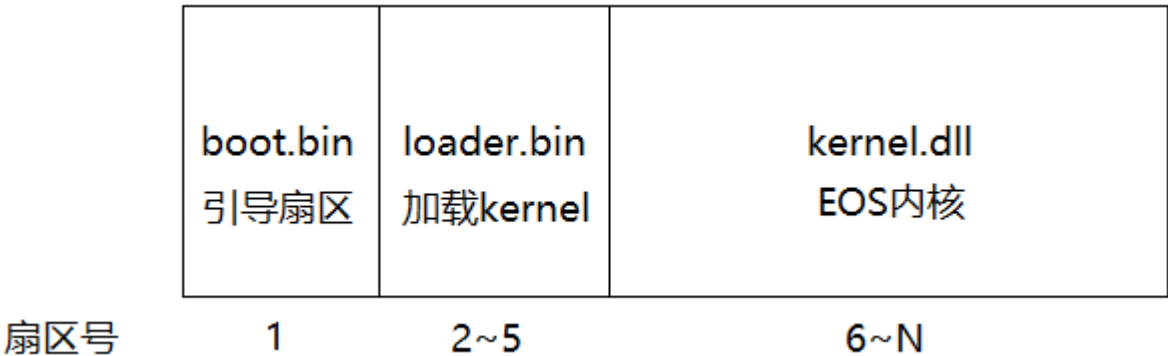 boot.bin
引导扇区
loader.bin
加载kernel
kernel.dll
EOS内核
扇区号 1 2~5 6~N